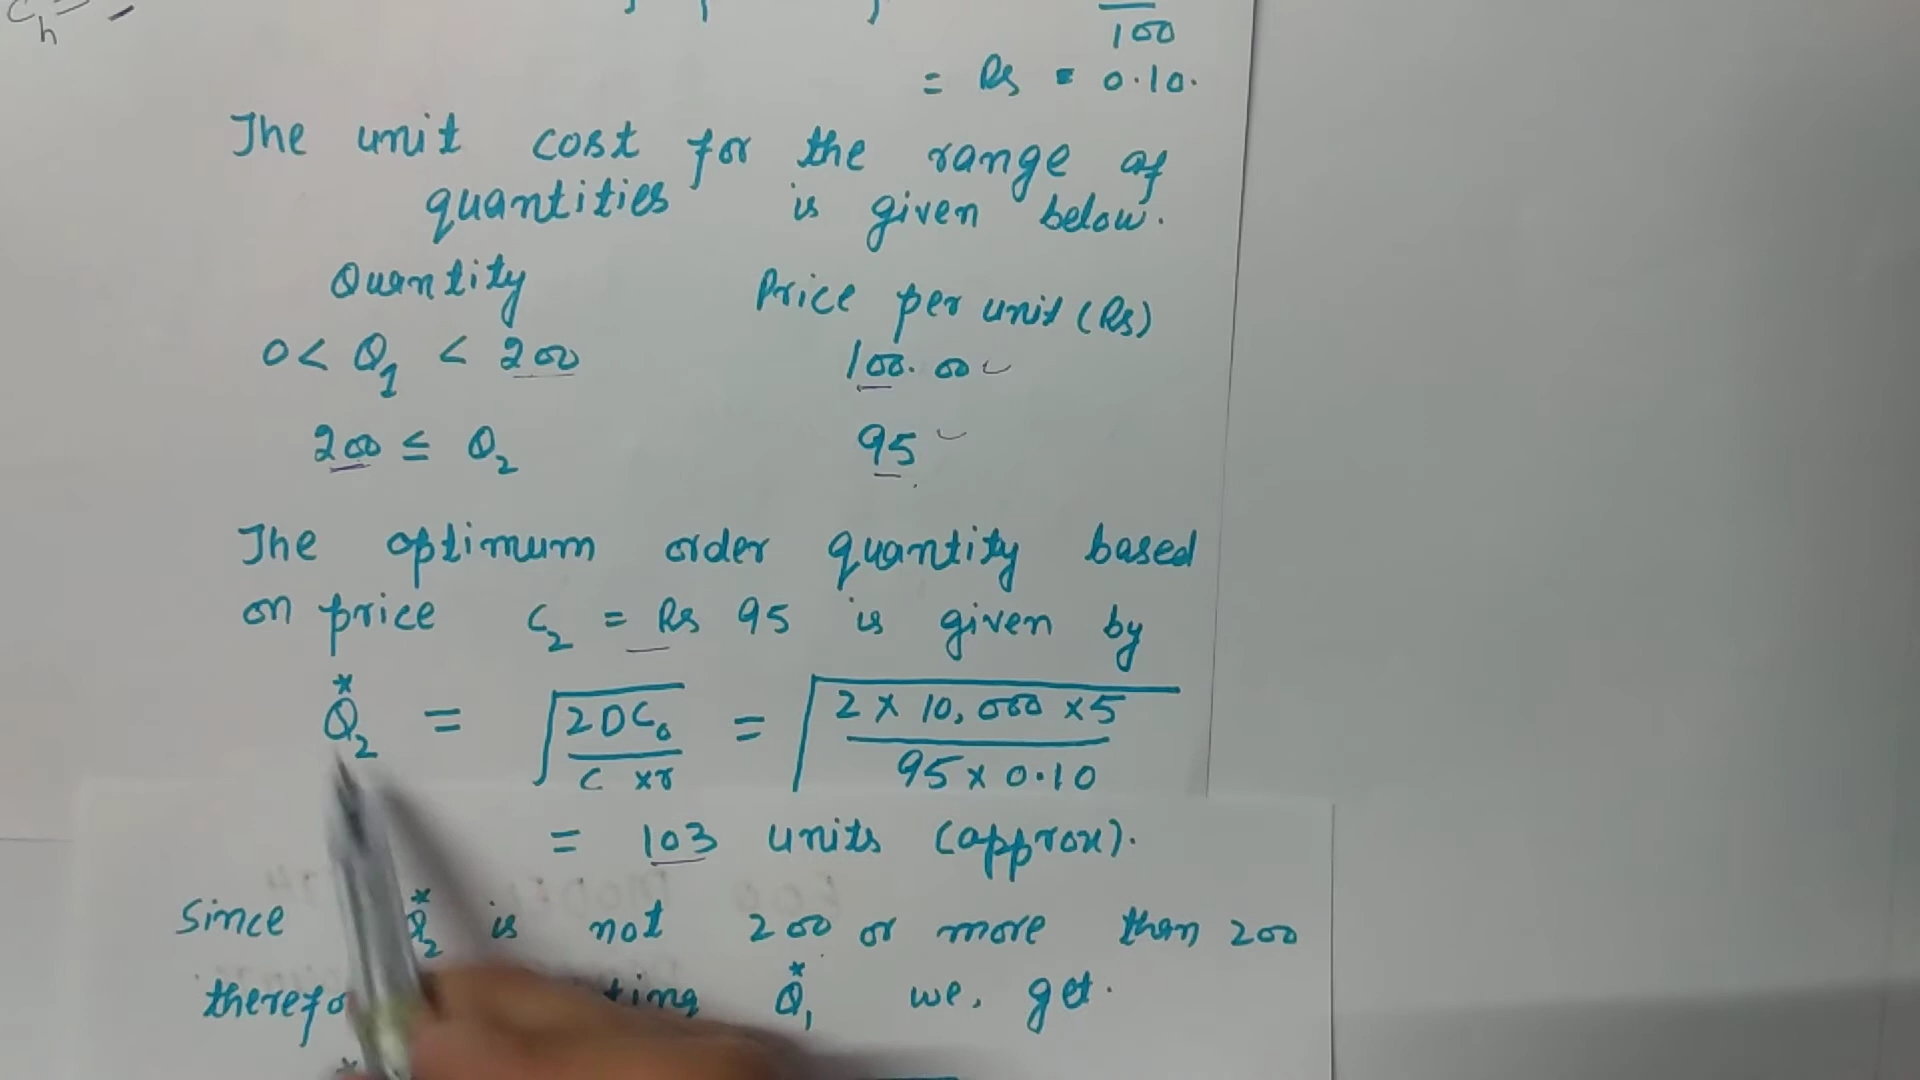 Ch
100
= Rs 0.10.
The unit cost for the range of
quantities is given below.
Quantity Price per unit (Rs)
0 < Q1 < 200 100.00
200 ≤ Q2 95
The optimum order quantity based
on price C2 = Rs 95 is given by
Q2* = √(2DC0 / C × r) = √(2 × 10,000 × 5 / 95 × 0.10)
= 103 units (approx).
Since Q2* is not 200 or more than 200
Q1* we, get.